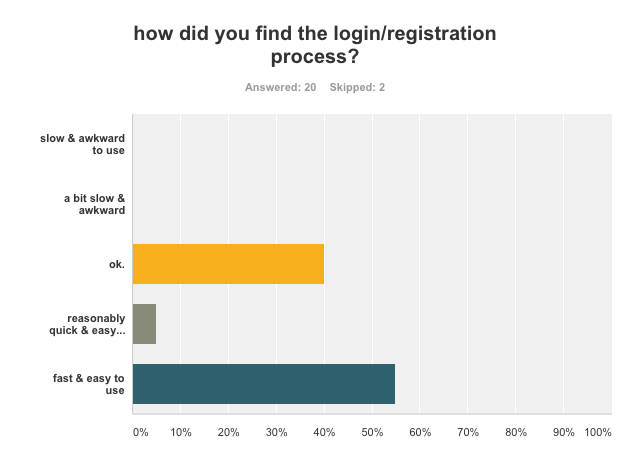 how did you find the login/registration
process?
Answered: 20 Skipped: 2
slow & awkward
to use
a bit slow &
awkward
ok.
reasonably
quick & easy...
fast & easy to
use
0% 10% 20% 30% 40% 50% 60% 70% 80% 90% 100%